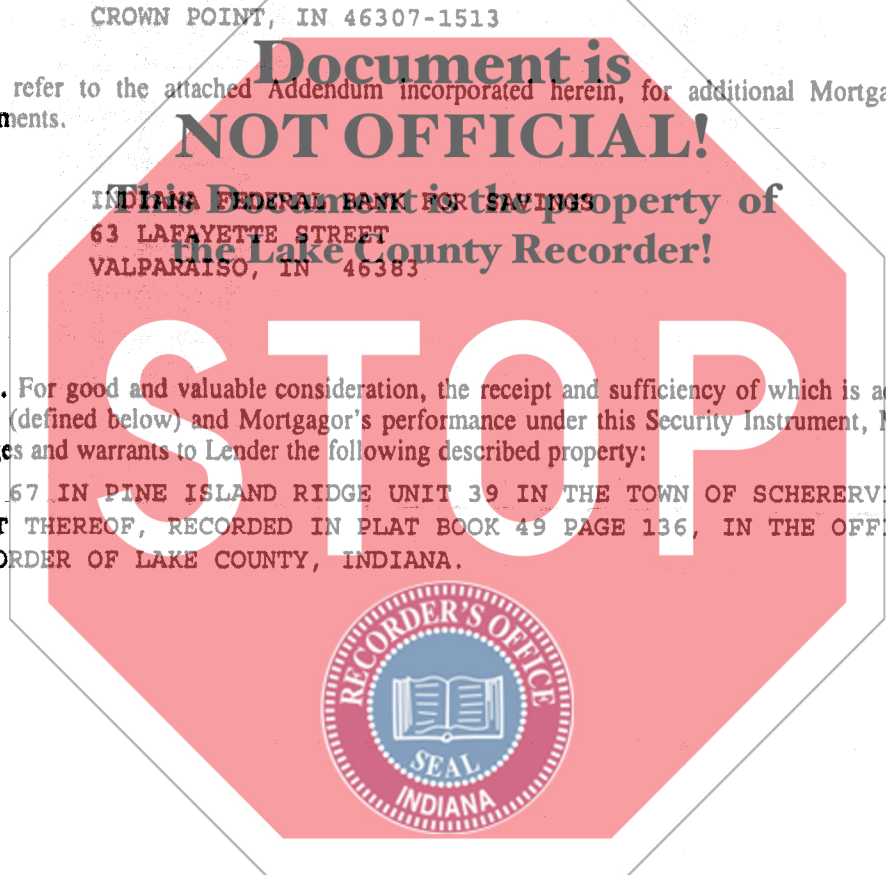 CROWN POINT, IN 46307-1513
Document is
refer to the attached Addendum incorporated herein, for additional Mortga
ments.
NOT OFFICIAL!
This Document is the property of
INDIANA FEDERAL BANK FOR SAVINGS
63 LAFAYETTE STREET
the Lake County Recorder!
VALPARAISO, IN 46383
STOP
. For good and valuable consideration, the receipt and sufficiency of which is a
(defined below) and Mortgagor's performance under this Security Instrument, M
es and warrants to Lender the following described property:
67 IN PINE ISLAND RIDGE UNIT 39 IN THE TOWN OF SCHERERVI
T THEREOF, RECORDED IN PLAT BOOK 49 PAGE 136, IN THE OFFI
ORDER OF LAKE COUNTY, INDIANA.
RECORDER'S OFFICE
SEAL
INDIANA